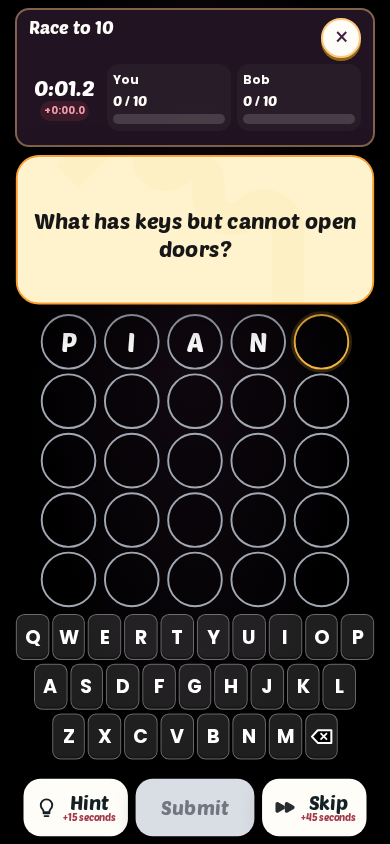 Race to 10
×
0:01.2
+0:00.0
You
0 / 10
Bob
0 / 10
What has keys but cannot open
doors?
P I A N
Q W E R T Y U I O P
A S D F G H J K L
Z X C V B N M
Hint
+15 seconds
Submit
Skip
+45 seconds